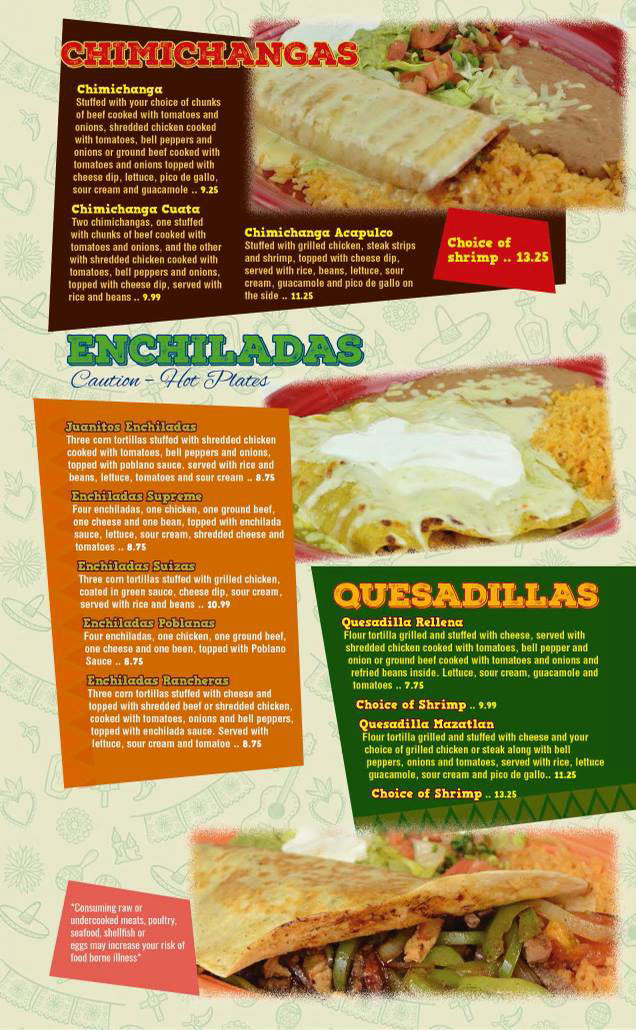 CHIMICHANGAS
Chimichanga
Stuffed with your choice of chunks
of beef cooked with tomatoes and
onions, shredded chicken cooked
with tomatoes, bell peppers and
onions or ground beef cooked with
tomatoes and onions topped with
cheese dip, lettuce, pico de gallo,
sour cream and guacamole .. 9.25
Chimichanga Cuata
Two chimichangas, one stuffed
with chunks of beef cooked with
tomatoes and onions, and the other
with shredded chicken cooked with
tomatoes, bell peppers and onions,
topped with cheese dip, served with
rice and beans .. 9.99
Chimichanga Acapulco
Stuffed with grilled chicken, steak strips
and shrimp, topped with cheese dip,
served with rice, beans, lettuce, sour
cream, guacamole and pico de gallo on
the side .. 11.25
Choice of
shrimp .. 13.25
ENCHILADAS
Caution - Hot Plates
Juanitos Enchiladas
Three corn tortillas stuffed with shredded chicken
cooked with tomatoes, bell peppers and onions,
topped with poblano sauce, served with rice and
beans, lettuce, tomatoes and sour cream .. 8.75
Enchiladas Supreme
Four enchiladas, one chicken, one ground beef,
one cheese and one bean, topped with enchilada
sauce, lettuce, sour cream, shredded cheese and
tomatoes .. 8.75
Enchiladas Suizas
Three corn tortillas stuffed with grilled chicken,
coated in green sauce, cheese dip, sour cream,
served with rice and beans .. 10.99
Enchiladas Poblanas
Four enchiladas, one chicken, one ground beef,
one cheese and one been, topped with Poblano
Sauce .. 8.75
Enchiladas Rancheras
Three corn tortillas stuffed with cheese and
topped with shredded beef or shredded chicken,
cooked with tomatoes, onions and bell peppers,
topped with enchilada sauce. Served with
lettuce, sour cream and tomatoe .. 8.75
QUESADILLAS
Quesadilla Rellena
Flour tortilla grilled and stuffed with cheese, served with
shredded chicken cooked with tomatoes, bell pepper and
onion or ground beef cooked with tomatoes and onions and
refried beans inside. Lettuce, sour cream, guacamole and
tomatoes .. 7.75
Choice of Shrimp .. 9.99
Quesadilla Mazatlan
Flour tortilla grilled and stuffed with cheese and your
choice of grilled chicken or steak along with bell
peppers, onions and tomatoes, served with rice, lettuce
guacamole, sour cream and pico de gallo.. 11.25
Choice of Shrimp .. 13.25
*Consuming raw or
undercooked meats, poultry,
seafood, shellfish or
eggs may increase your risk of
food borne illness*